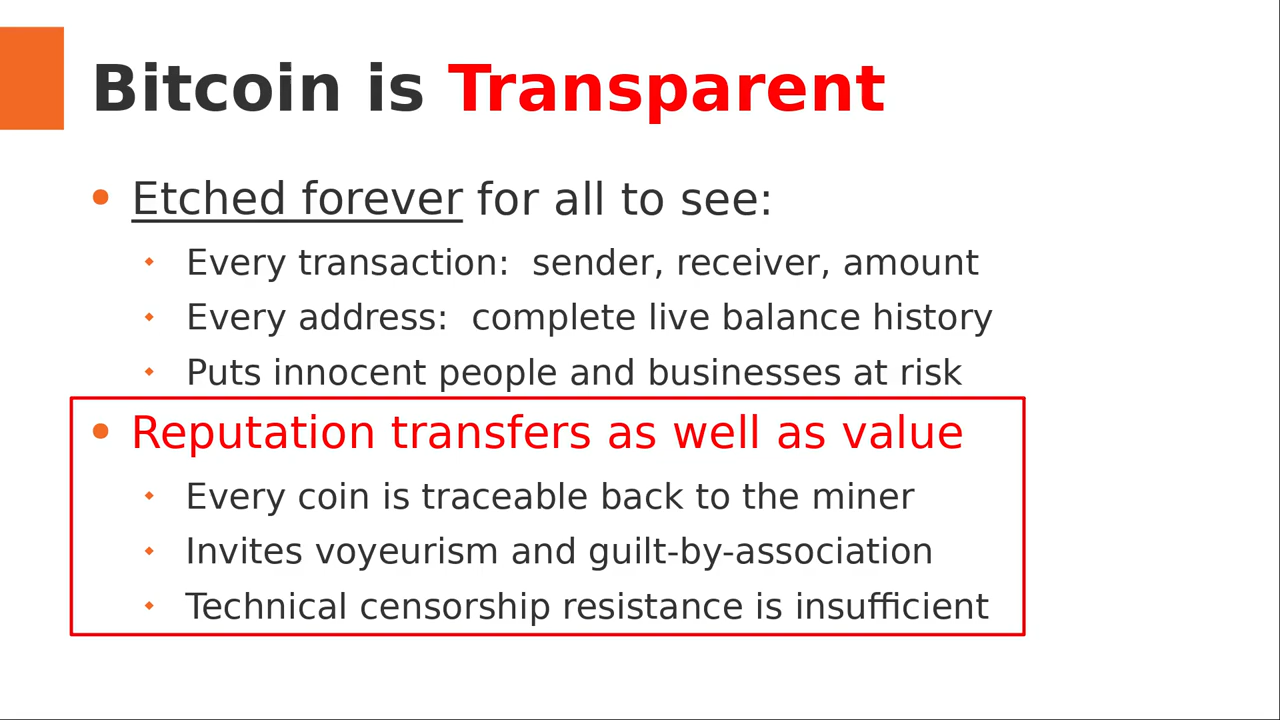 Bitcoin is Transparent
• Etched forever for all to see:
Every transaction:  sender, receiver, amount
Every address:  complete live balance history
Puts innocent people and businesses at risk
• Reputation transfers as well as value
Every coin is traceable back to the miner
Invites voyeurism and guilt-by-association
Technical censorship resistance is insufficient